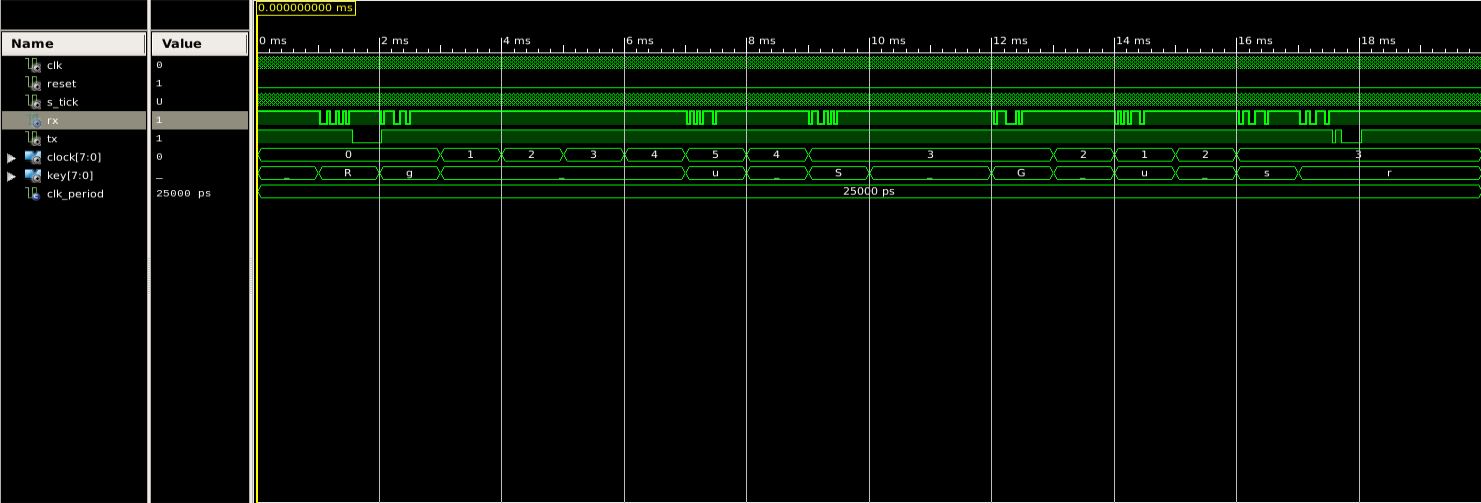 0.000000000 ms
Name Value 0 ms 2 ms 4 ms 6 ms 8 ms 10 ms 12 ms 14 ms 16 ms 18 ms
clk 0
reset 1
s_tick U
rx 1
tx 1
clock[7:0] 0 0 1 2 3 4 5 4 3 2 1 2 3
key[7:0] _ _ R g _ u _ S _ G _ u _ s r
clk_period 25000 ps 25000 ps